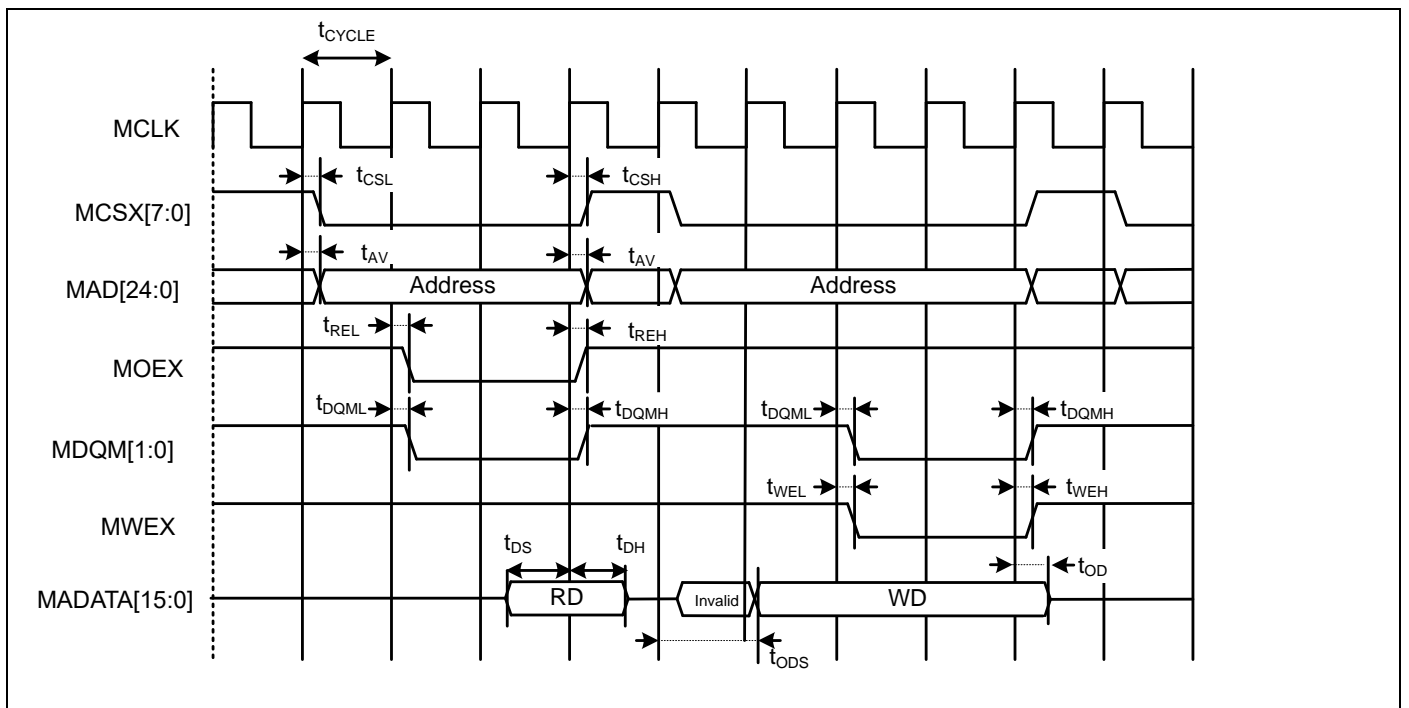 tCYCLE
MCLK
tCSL tCSH
MCSX[7:0]
tAV tAV
MAD[24:0] Address Address
tREL tREH
MOEX
tDQML tDQMH tDQML tDQMH
MDQM[1:0]
tWEL tWEH
MWEX
tDS tDH tOD
MADATA[15:0] RD Invalid WD
tODS